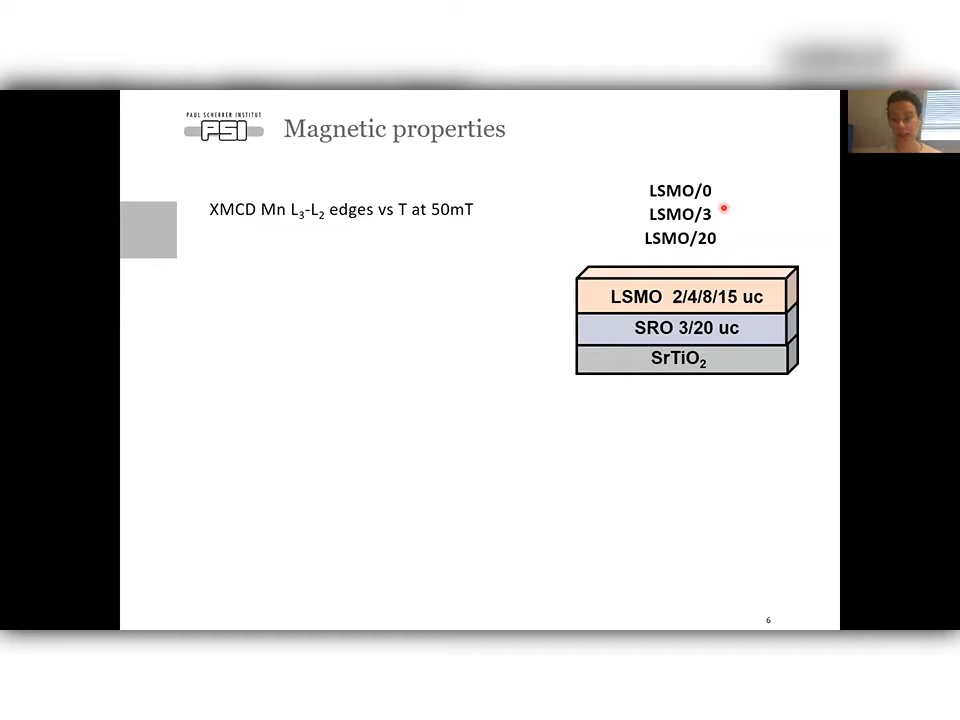 PAUL SCHERRER INSTITUT
PSI
Magnetic properties
XMCD Mn L₃-L₂ edges vs T at 50mT
LSMO/0
LSMO/3
LSMO/20
LSMO 2/4/8/15 uc
SRO 3/20 uc
SrTiO₂
6